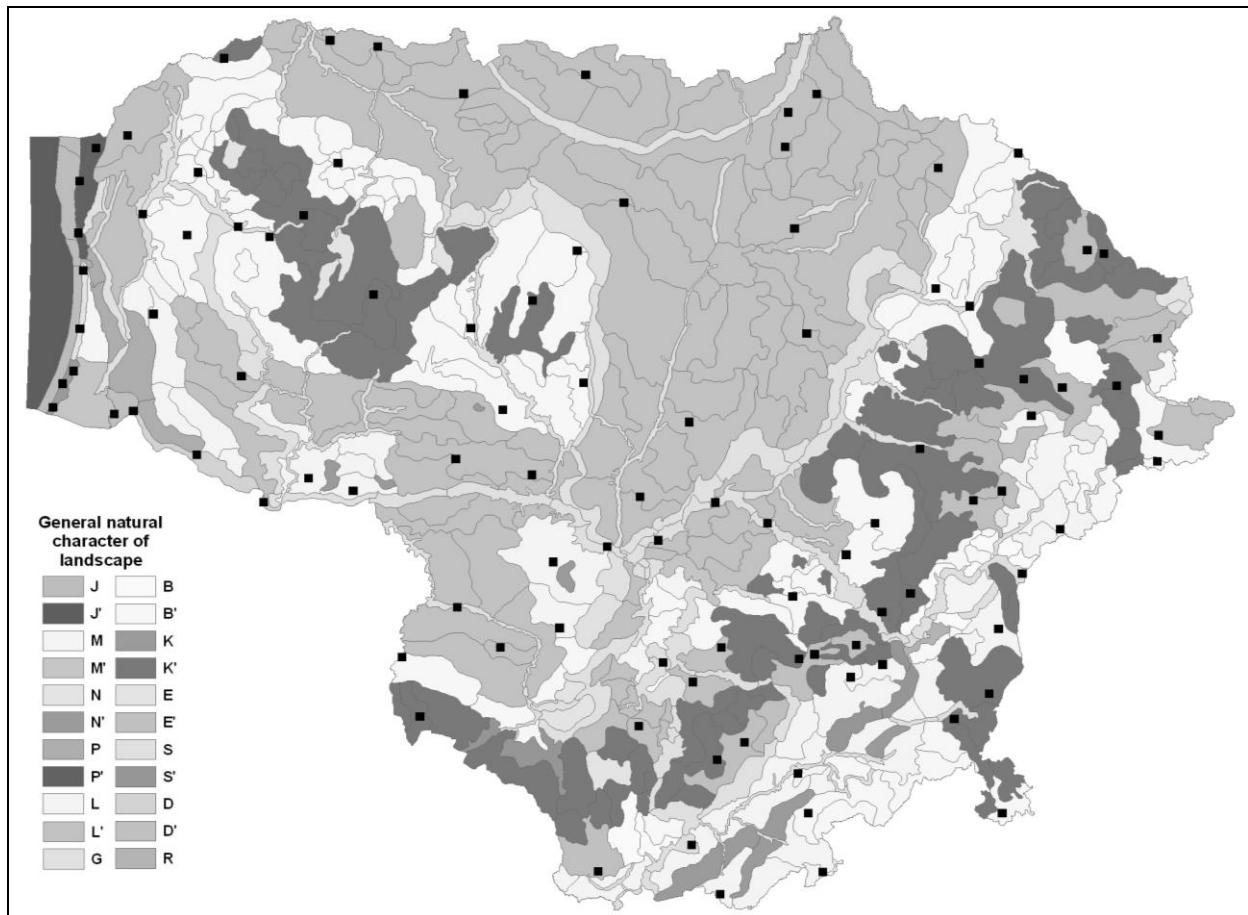 General natural
character of
landscape
J B
J' B'
M K
M' K'
N E
N' E'
P S
P' S'
L D
L' D'
G R